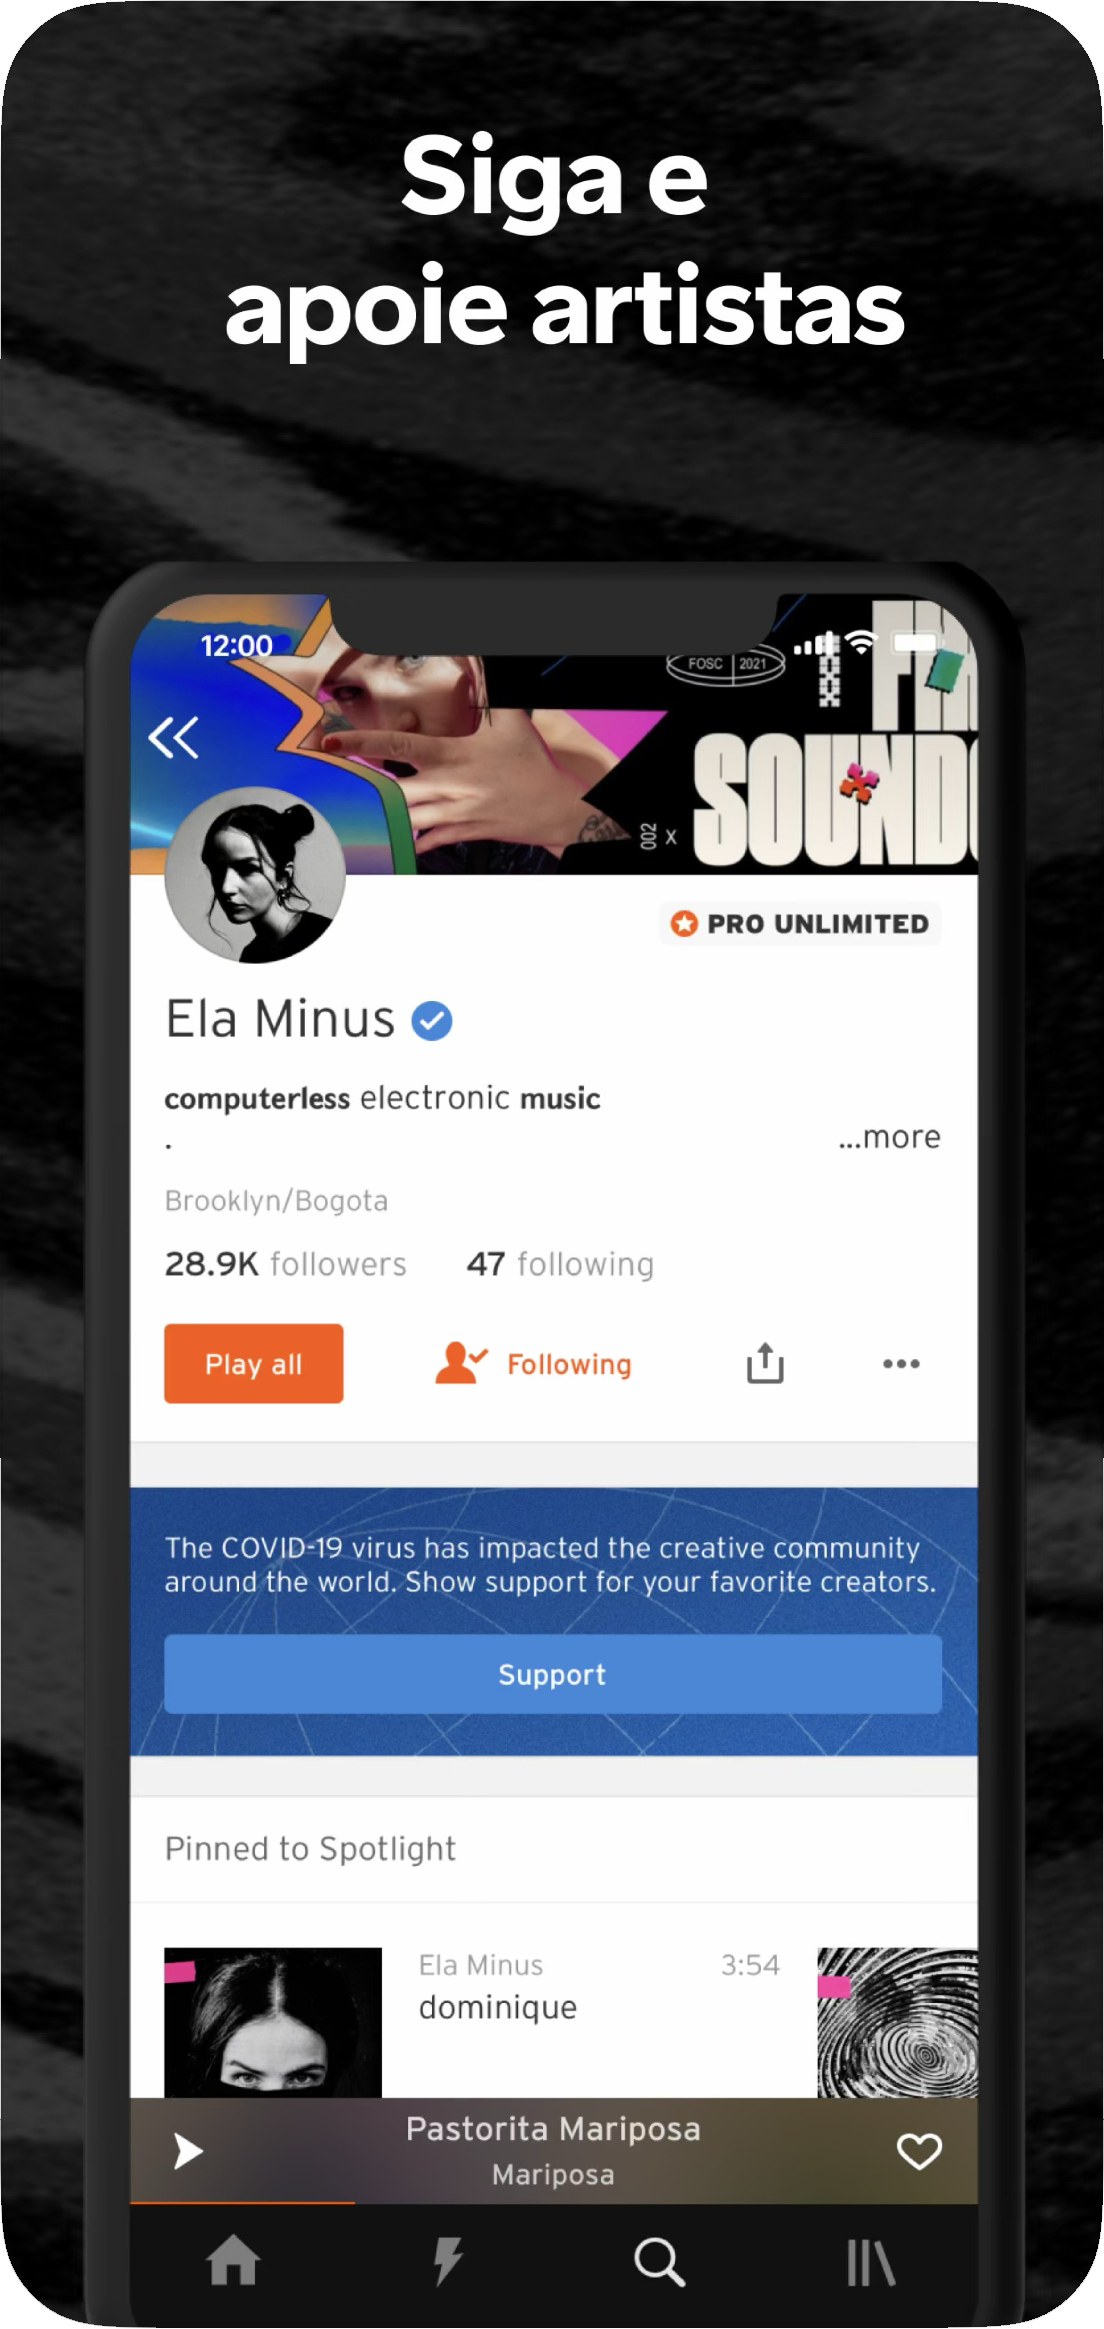 Siga e
apoie artistas
12:00
FOSC 2021
002 X
SOUND
PRO UNLIMITED
Ela Minus
computerless electronic music
.
...more
Brooklyn/Bogota
28.9K followers 47 following
Play all Following
The COVID-19 virus has impacted the creative community
around the world. Show support for your favorite creators.
Support
Pinned to Spotlight
Ela Minus 3:54
dominique
Pastorita Mariposa
Mariposa